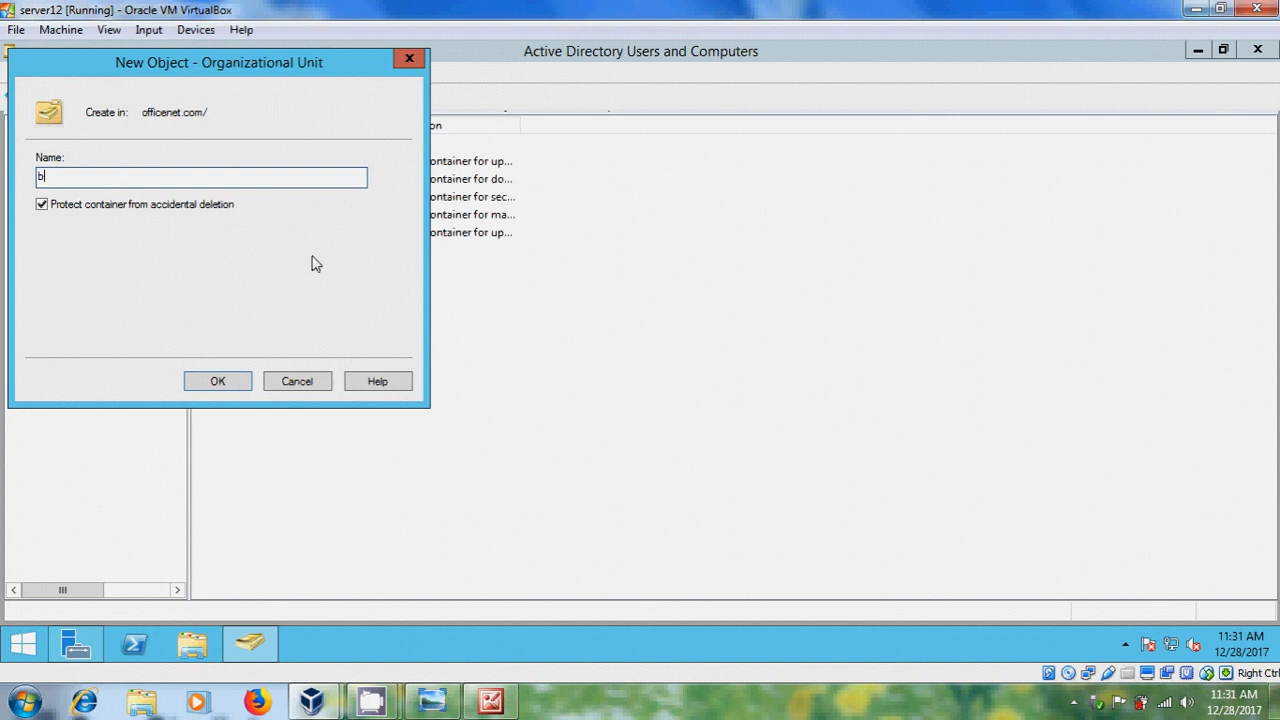 server12 [Running] - Oracle VM VirtualBox
File Machine View Input Devices Help
Active Directory Users and Computers
New Object - Organizational Unit
Create in: officenet.com/
Name:
b
Protect container from accidental deletion
OK Cancel Help
on
ontainer for up...
ontainer for do...
ontainer for sec...
ontainer for ma...
ontainer for up...
11:31 AM
12/28/2017
Right Ctrl
11:31 AM
12/28/2017